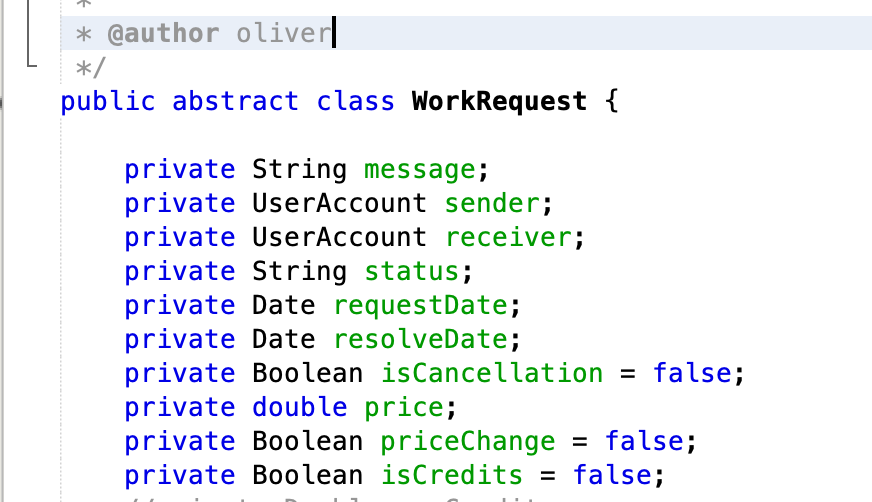 *
* @author oliver
*/
public abstract class WorkRequest {
private String message;
private UserAccount sender;
private UserAccount receiver;
private String status;
private Date requestDate;
private Date resolveDate;
private Boolean isCancellation = false;
private double price;
private Boolean priceChange = false;
private Boolean isCredits = false;